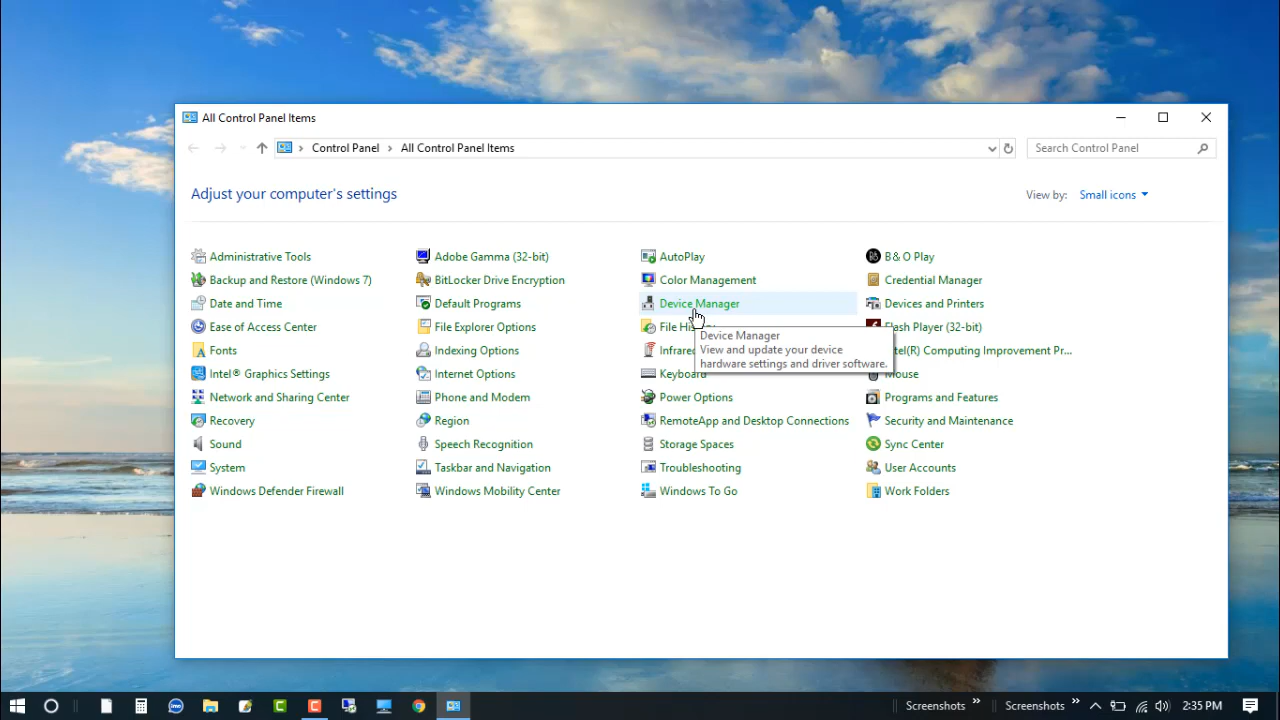 All Control Panel Items
Control Panel All Control Panel Items Search Control Panel
Adjust your computer's settings View by: Small icons
Administrative Tools Adobe Gamma (32-bit) AutoPlay B& O Play
Backup and Restore (Windows 7) BitLocker Drive Encryption Color Management Credential Manager
Date and Time Default Programs Device Manager Devices and Printers
Ease of Access Center File Explorer Options File Flash Player (32-bit)
Fonts Indexing Options Infrared Intel(R) Computing Improvement Pr...
Device Manager
View and update your device
hardware settings and driver software.
Intel® Graphics Settings Internet Options Keyboard Mouse
Network and Sharing Center Phone and Modem Power Options Programs and Features
Recovery Region RemoteApp and Desktop Connections Security and Maintenance
Sound Speech Recognition Storage Spaces Sync Center
System Taskbar and Navigation Troubleshooting User Accounts
Windows Defender Firewall Windows Mobility Center Windows To Go Work Folders
Screenshots » Screenshots » 2:35 PM